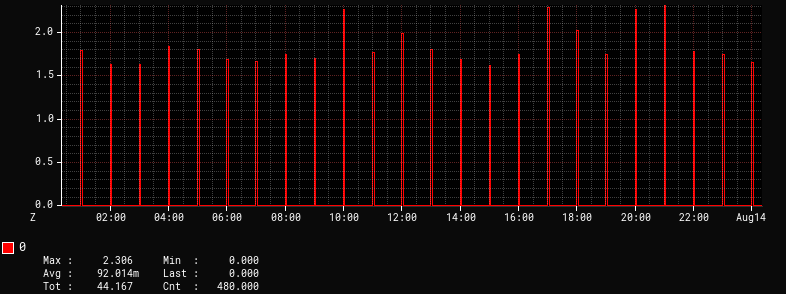 2.0
1.5
1.0
0.5
0.0
Z 02:00 04:00 06:00 08:00 10:00 12:00 14:00 16:00 18:00 20:00 22:00 Aug14
0
Max : 2.306 Min : 0.000
Avg : 92.014m Last : 0.000
Tot : 44.167 Cnt : 480.000